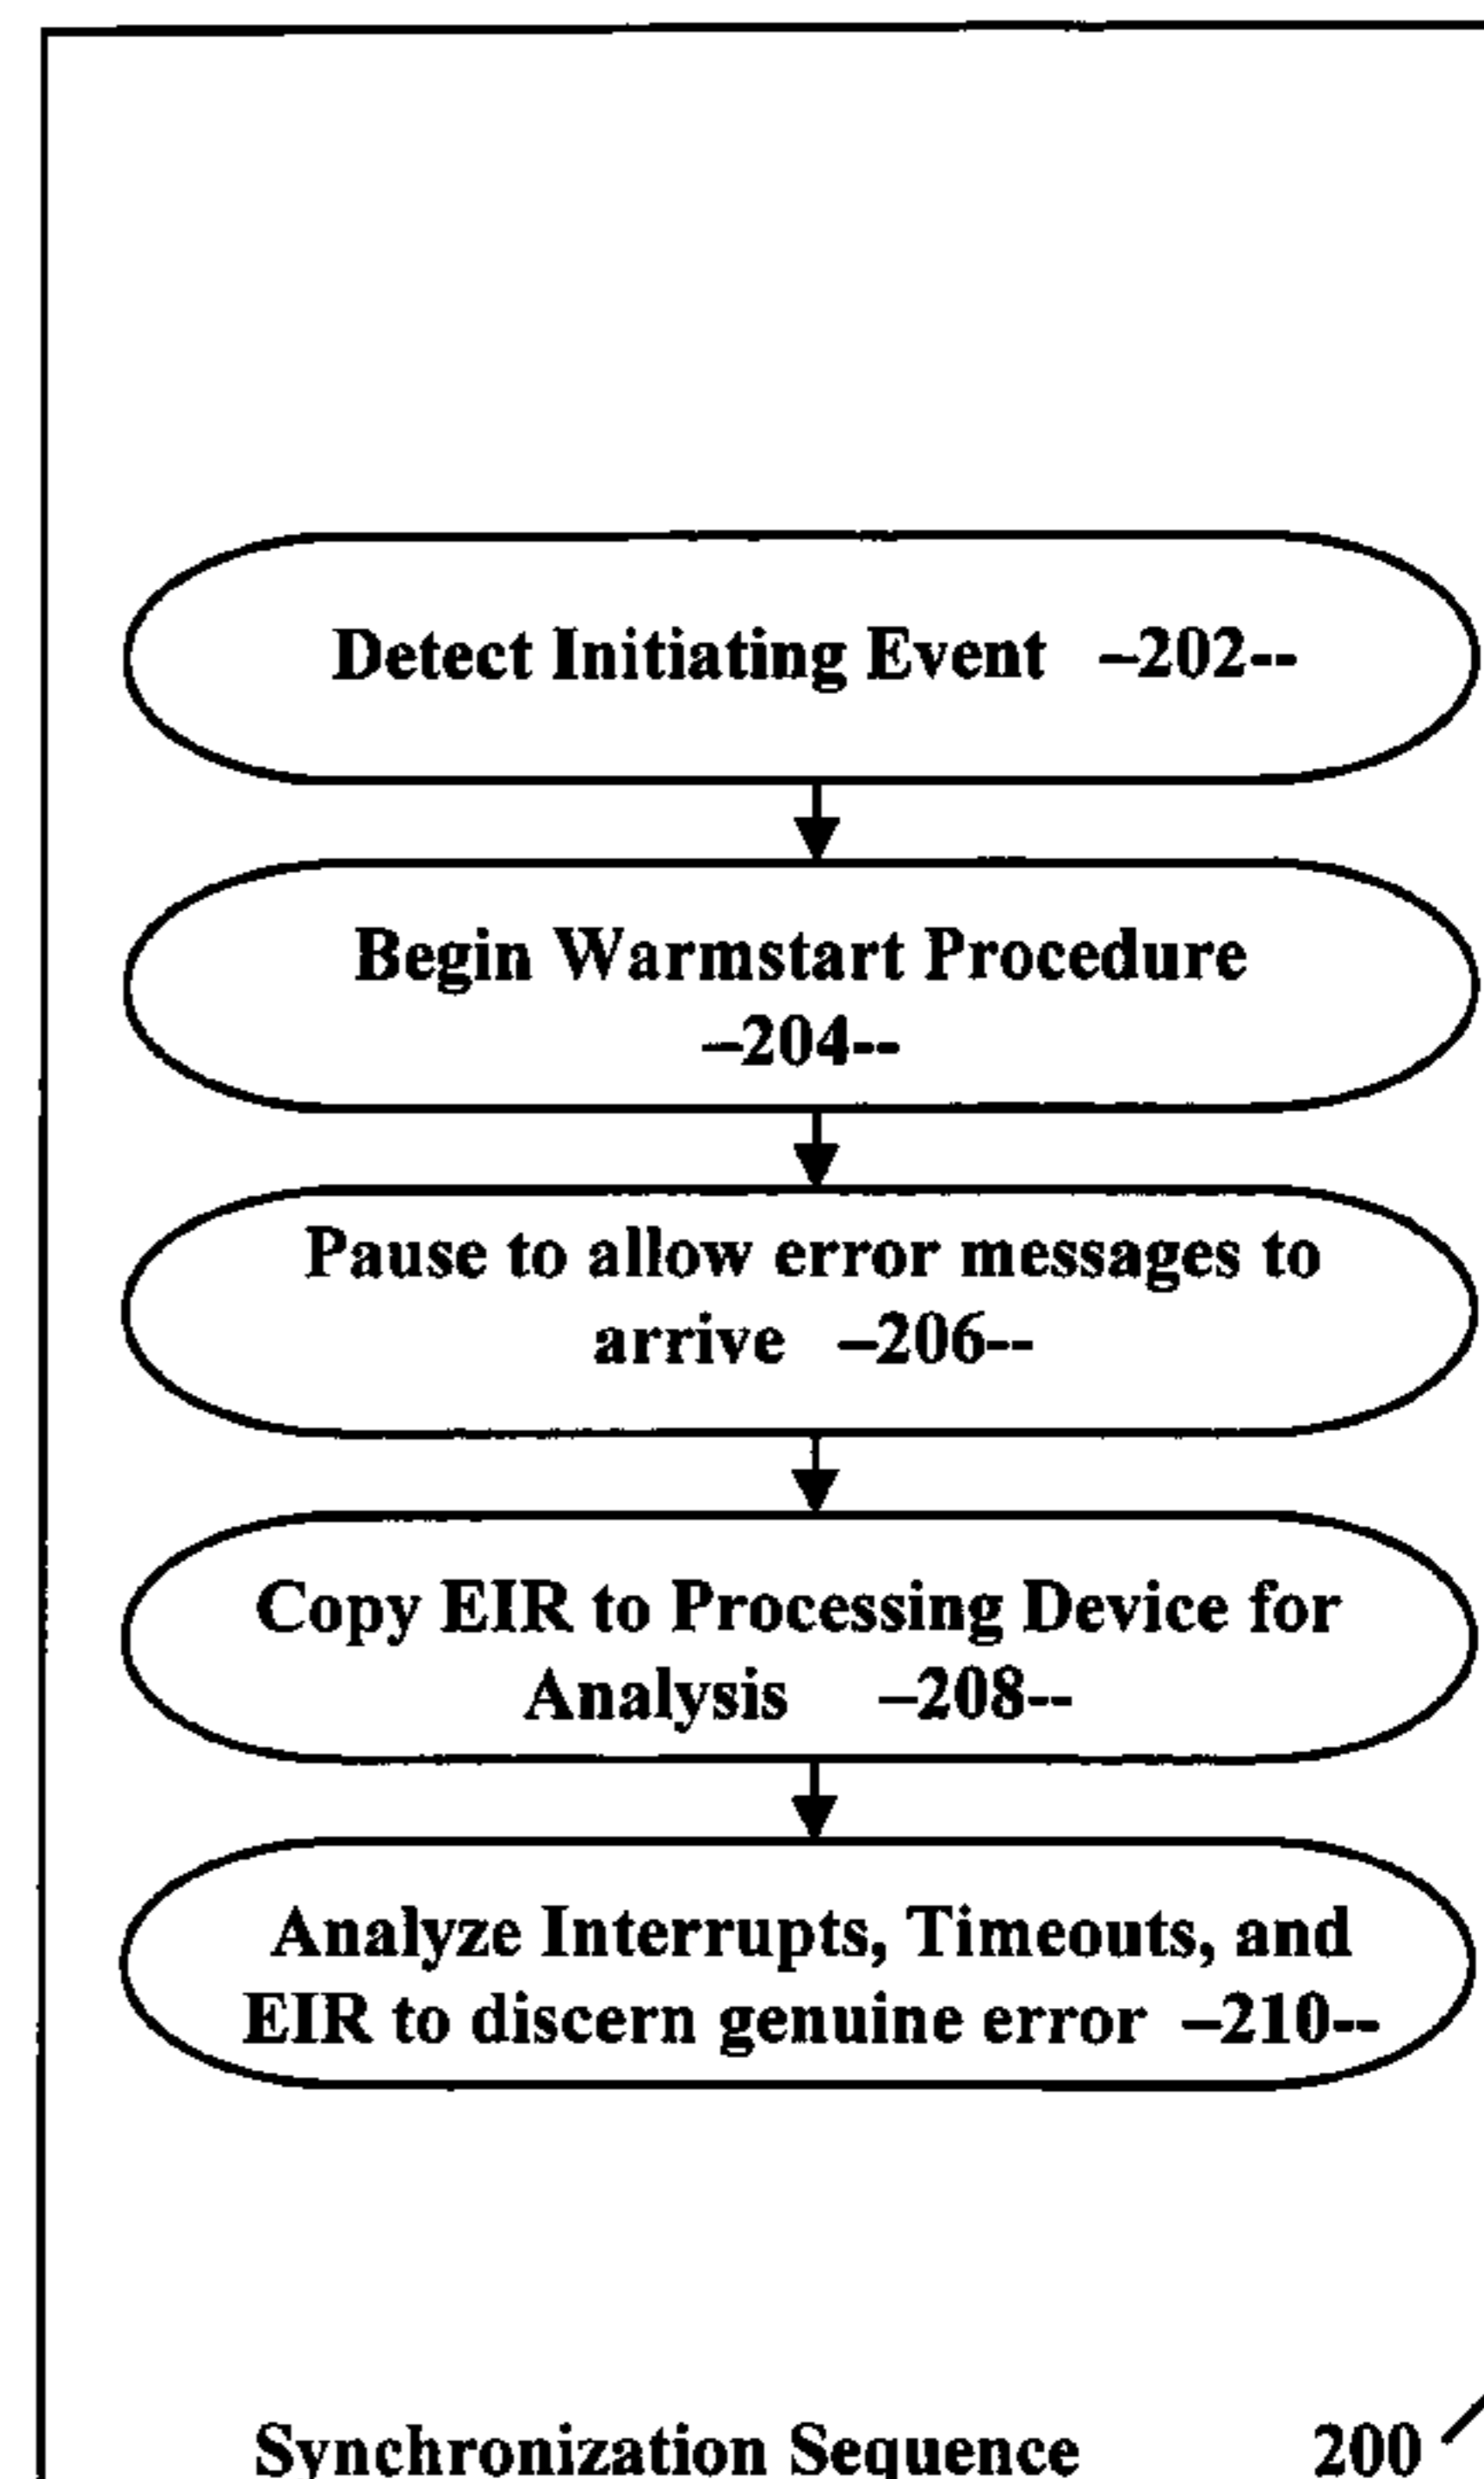 Detect Initiating Event –202--
Begin Warmstart Procedure
–204--
Pause to allow error messages to
arrive –206--
Copy EIR to Processing Device for
Analysis –208--
Analyze Interrupts, Timeouts, and
EIR to discern genuine error –210--
Synchronization Sequence 200